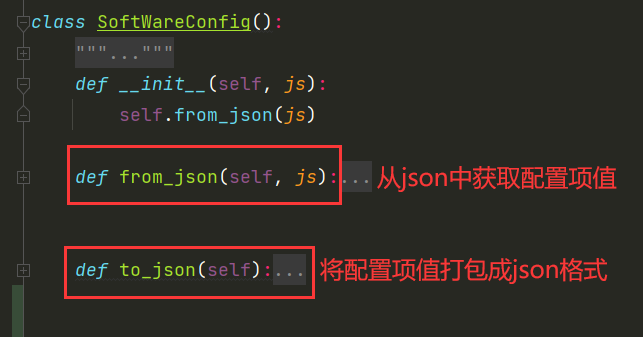 class SoftWareConfig():
"""..."""
def __init__(self, js):
self.from_json(js)
def from_json(self, js):... 从json中获取配置项值
def to_json(self):... 将配置项值打包成json格式